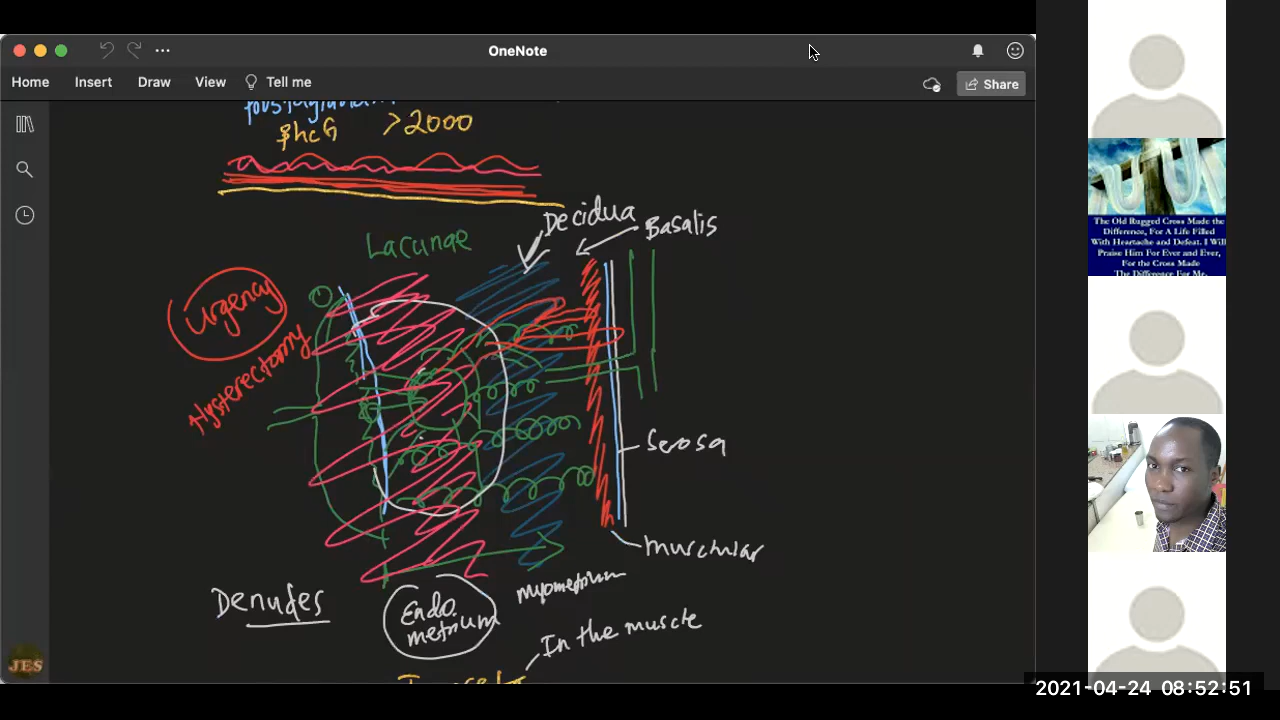 OneNote
Home Insert Draw View Tell me
Share
βhcG >2000
Decidua
Basalis
Lacunae
Urgency
Hysterectomy
Serosa
Muscular
myometrium
Denudes
Endo
metrium
In the muscle
JES
The Old Rugged Cross Made the
Difference, For A Life Filled
With Heartache and Defeat. I Will
Praise Him For Ever and Ever,
For the Cross Made
The Difference For Me.
2021-04-24 08:52:51